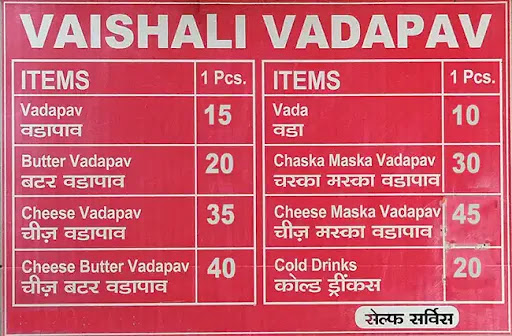 VAISHALI VADAPAV
ITEMS 1 Pcs.
Vadapav
वडापाव 15
Butter Vadapav
बटर वडापाव 20
Cheese Vadapav
चीज़ वडापाव 35
Cheese Butter Vadapav
चीज़ बटर वडापाव 40
ITEMS 1 Pcs.
Vada
वडा 10
Chaska Maska Vadapav
चस्का मस्का वडापाव 30
Cheese Maska Vadapav
चीज़ मस्का वडापाव 45
Cold Drinks
कोल्ड ड्रींकस 20
सेल्फ सर्विस